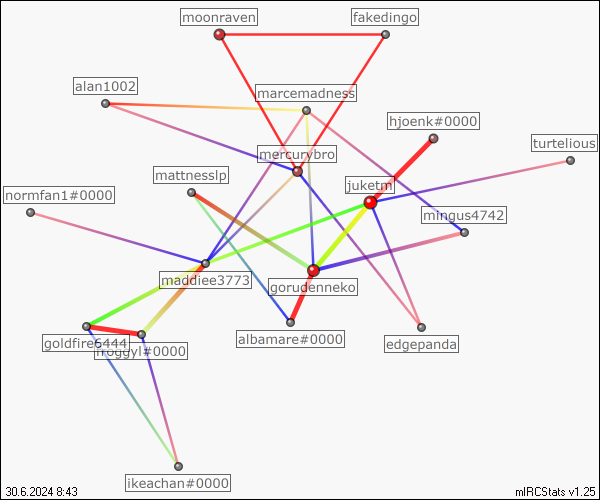 moonraven
fakedingo
alan1002
marcemadness
hjoenk#0000
turtelious
mercurybro
mattnesslp
juketm
normfan1#0000
mingus4742
maddiee3773
gorudenneko
albamare#0000
edgepanda
goldfire6444
froggyl#0000
ikeachan#0000
30.6.2024 8:43
mIRCStats v1.25